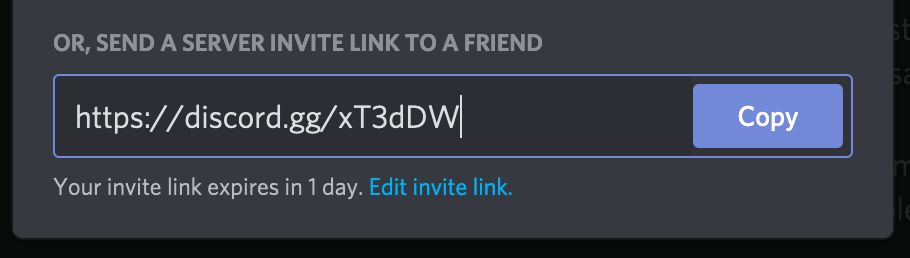 OR, SEND A SERVER INVITE LINK TO A FRIEND
https://discord.gg/xT3dDW
Copy
Your invite link expires in 1 day. Edit invite link.